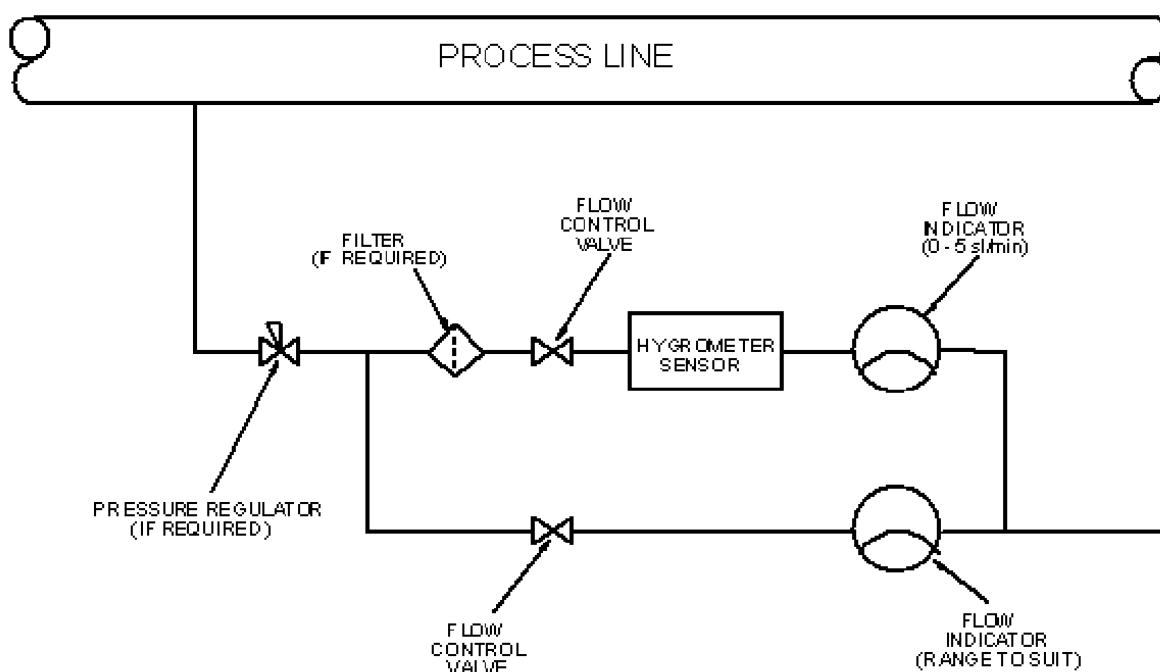 PROCESS LINE
FLOW
CONTROL
VALVE
FLOW
INDICATOR
(0 - 5 sl/min)
FILTER
(IF REQUIRED)
HYGROMETER
SENSOR
PRESSURE REGULATOR
(IF REQUIRED)
FLOW
CONTROL
VALVE
FLOW
INDICATOR
(RANGE TO SUIT)